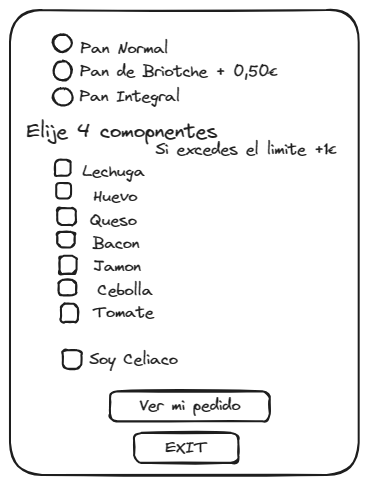 Pan Normal
Pan de Briotche + 0,50€
Pan Integral
Elije 4 comopnentes
Si excedes el limite +1€
Lechuga
Huevo
Queso
Bacon
Jamon
Cebolla
Tomate
Soy Celiaco
Ver mi pedido
EXIT